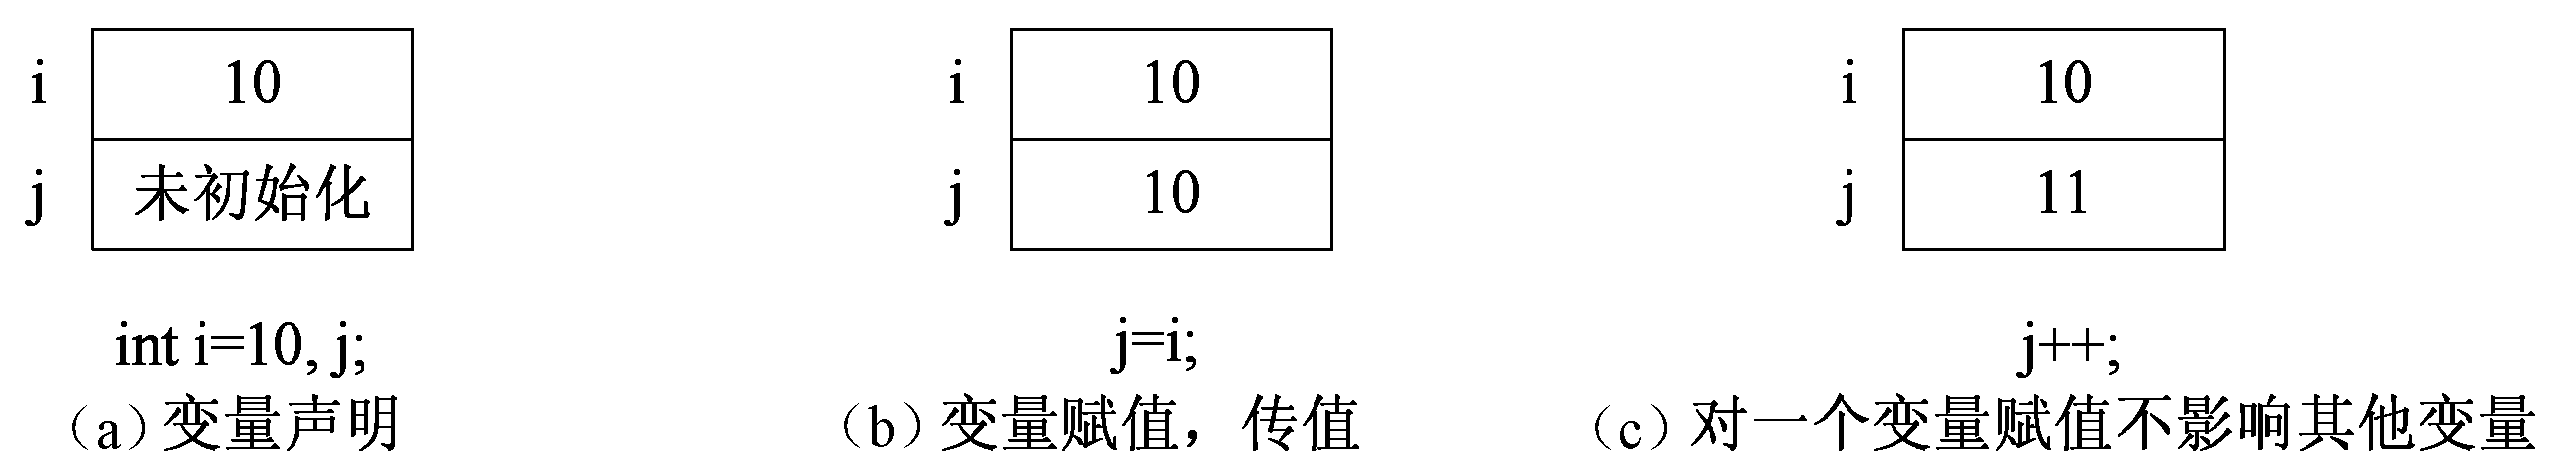 i 10
j 未初始化
int i=10, j;
（a）变量声明
i 10
j 10
j=i;
（b）变量赋值，传值
i 10
j 11
j++;
（c）对一个变量赋值不影响其他变量